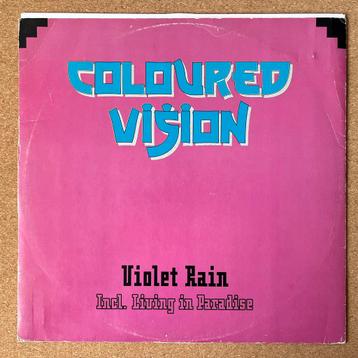 COLOURED
VISION
Violet Rain
Incl. Living in Paradise